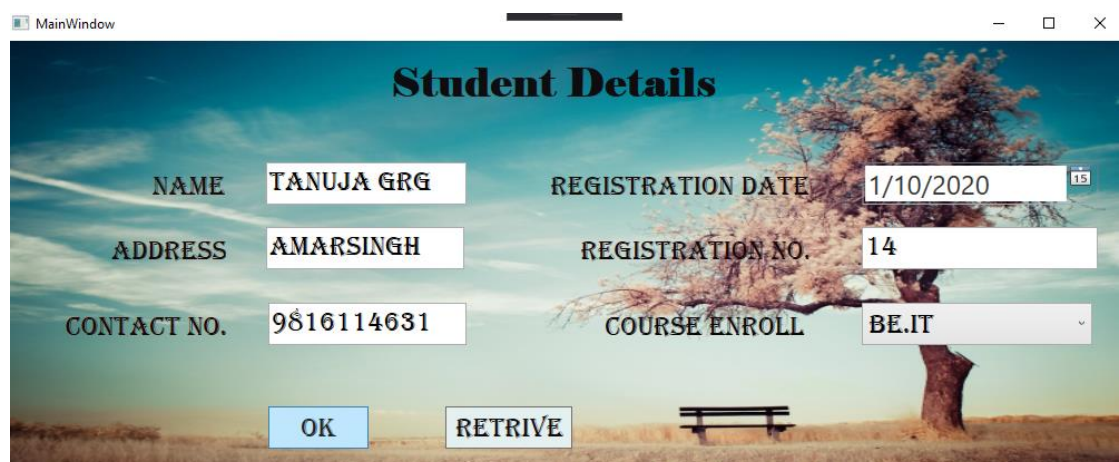 MainWindow
Student Details
NAME TANUJA GRG REGISTRATION DATE 1/10/2020 15
ADDRESS AMARSINGH REGISTRATION NO. 14
CONTACT NO. 9816114631 COURSE ENROLL BE.IT
OK RETRIVE